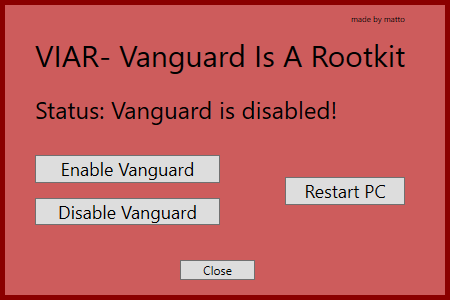 made by matto
VIAR- Vanguard Is A Rootkit
Status: Vanguard is disabled!
Enable Vanguard
Restart PC
Disable Vanguard
Close